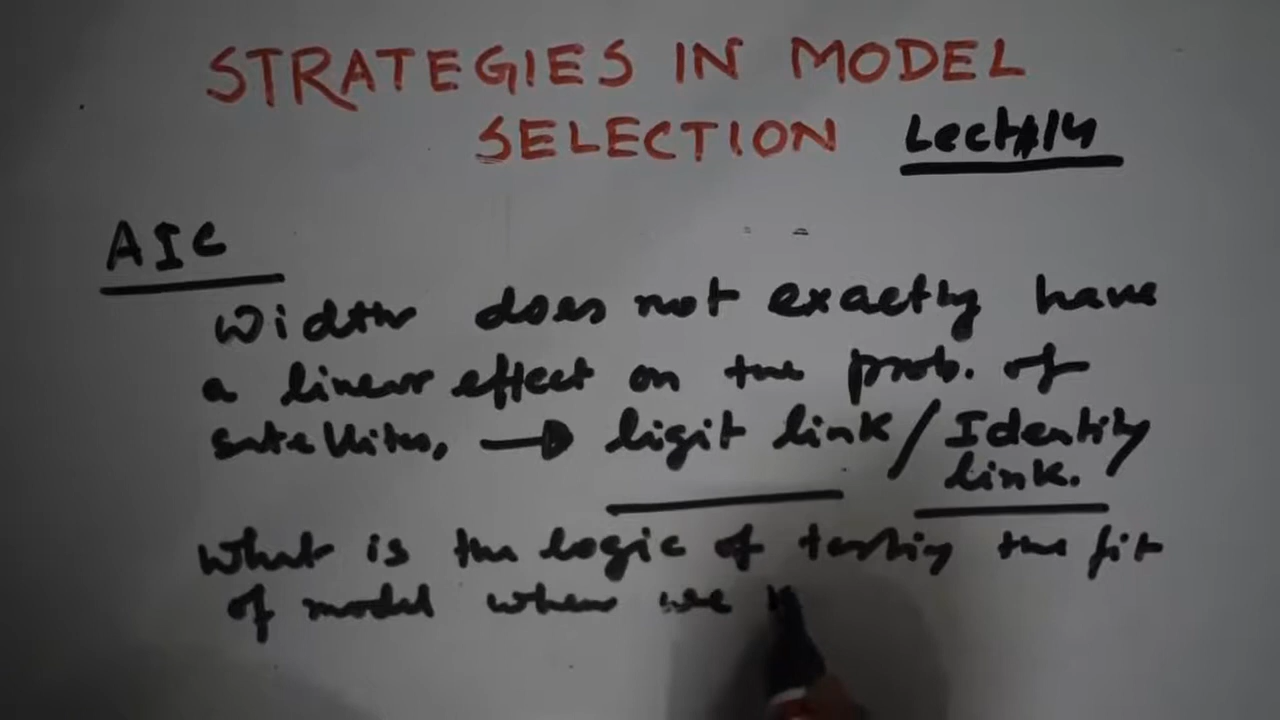 STRATEGIES IN MODEL
SELECTION Lect#14
AIC
Width does not exactly have
a linear effect on the prob. of
satellites, → ligit link/Identity
link.
What is the logic of testing the fit
of model when we